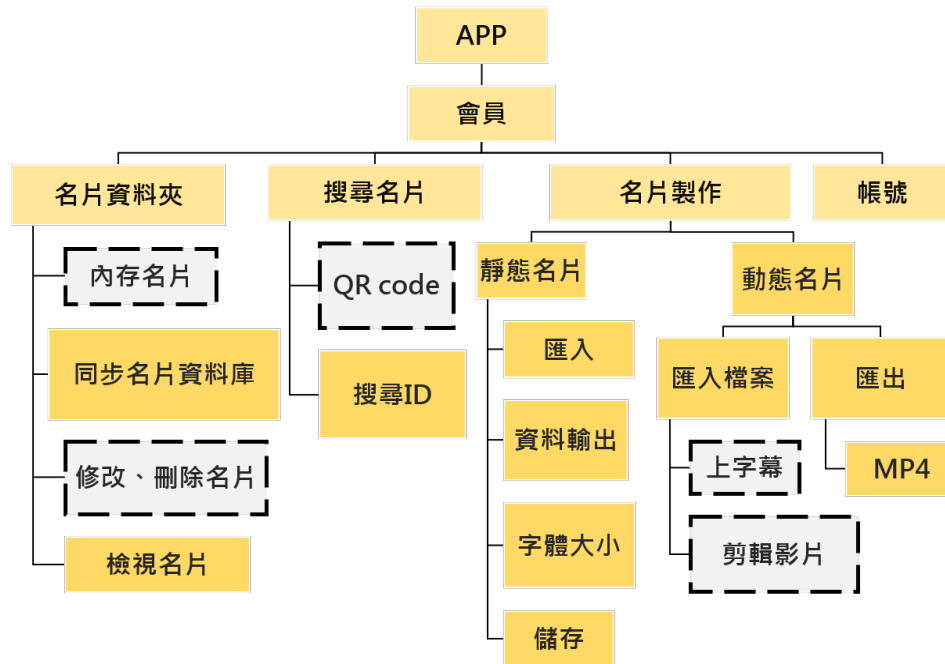 APP
會員
名片資料夾
搜尋名片
名片製作
帳號
內存名片
同步名片資料庫
修改、刪除名片
檢視名片
QR code
搜尋ID
靜態名片
匯入
資料輸出
字體大小
儲存
動態名片
匯入檔案
上字幕
剪輯影片
匯出
MP4